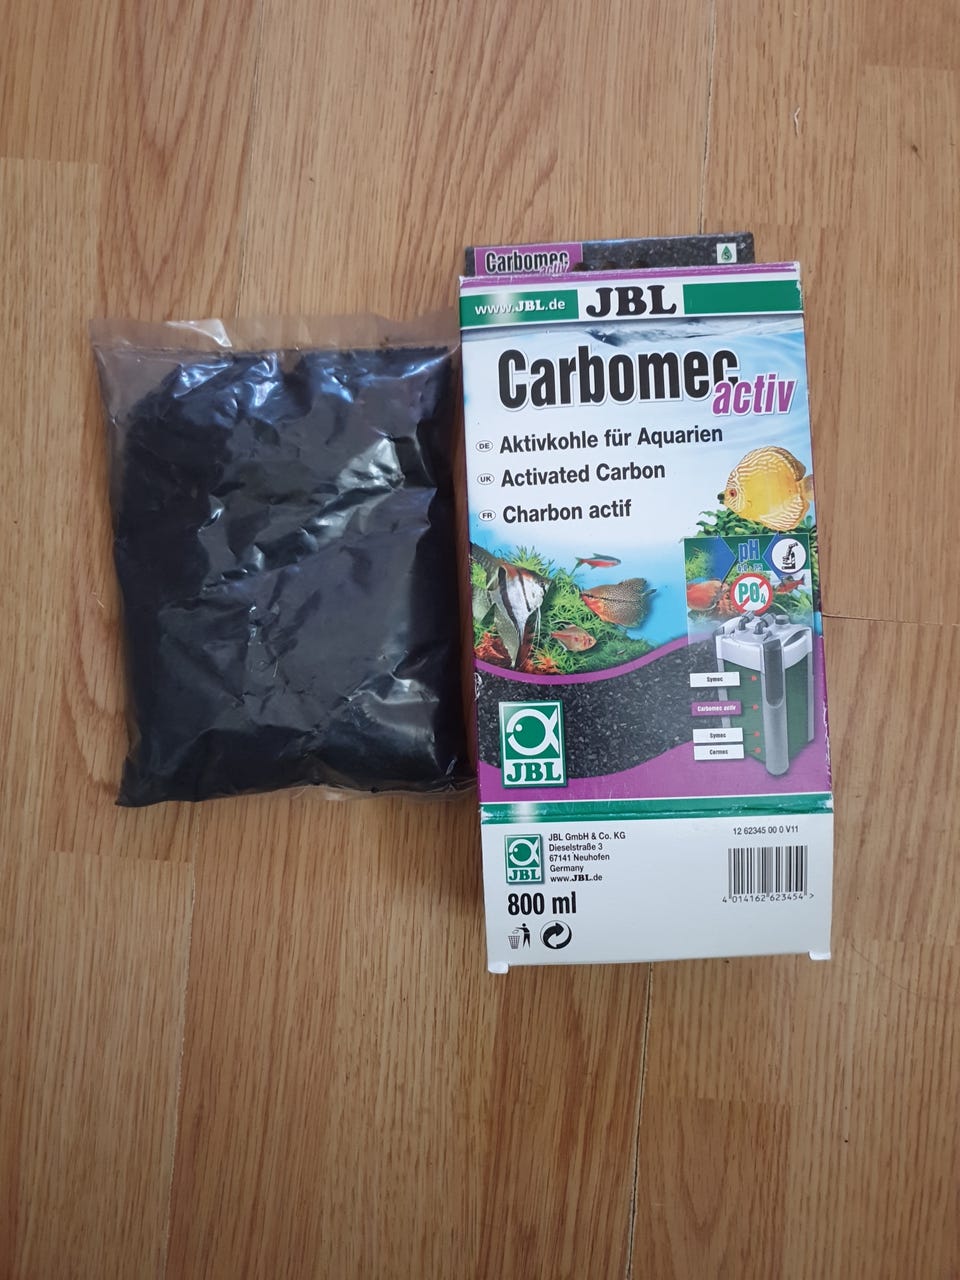 Carbomec
activ
S
www.JBL.de JBL
Carbomec
activ
DE Aktivkohle für Aquarien
UK Activated Carbon
FR Charbon actif
pH
PO4
Symec
Carbomec activ
Symec
Cermec
JBL
JBL
JBL GmbH & Co. KG
Dieselstraße 3
67141 Neuhofen
Germany
www.JBL.de
800 ml
12 62345 00 0 V11
4 014162 623454 >